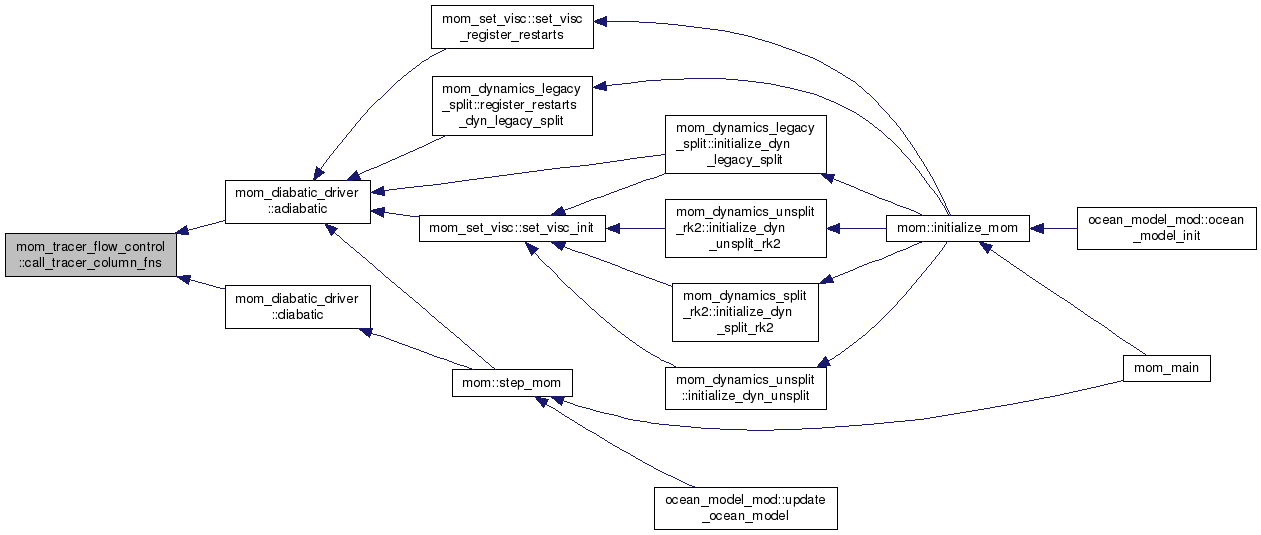 mom_set_visc::set_visc
_register_restarts
mom_dynamics_legacy
_split::register_restarts
_dyn_legacy_split
mom_dynamics_legacy
_split::initialize_dyn
_legacy_split
mom_diabatic_driver
::adiabatic
mom_set_visc::set_visc_init
mom_dynamics_unsplit
_rk2::initialize_dyn
_unsplit_rk2
mom::initialize_mom
ocean_model_mod::ocean
_model_init
mom_tracer_flow_control
::call_tracer_column_fns
mom_diabatic_driver
::diabatic
mom_dynamics_split
_rk2::initialize_dyn
_split_rk2
mom::step_mom
mom_dynamics_unsplit
::initialize_dyn_unsplit
mom_main
ocean_model_mod::update
_ocean_model